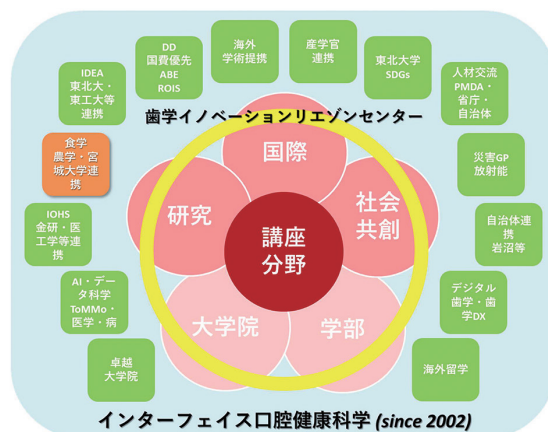 DD
国費優先
ABE
ROIS
海外
学術提携
産学官
連携
東北大学
SDGs
IDEA
東北大・
東工大等
連携
人材交流
PMDA・
省庁・
自治体
歯学イノベーションリエゾンセンター
食学
農学・宮
城大学連
携
国際
災害GP
放射能
研究
社会
共創
講座
分野
IOHS
金研・医
工学等連
携
自治体連
携
岩沼等
AI・デー
タ科学
ToMMo・
医学・病
大学院
学部
デジタル
歯学・歯
学DX
卓越
大学院
海外留学
インターフェイス口腔健康科学 (since 2002)